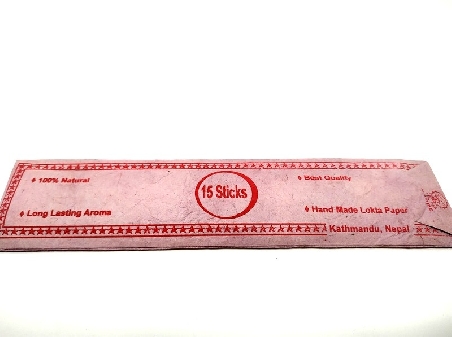 ♦ 100% Natural
♦ Long Lasting Aroma
15 Sticks
♦ Best Quality
♦ Hand Made Lokta Paper
Kathmandu, Nepal